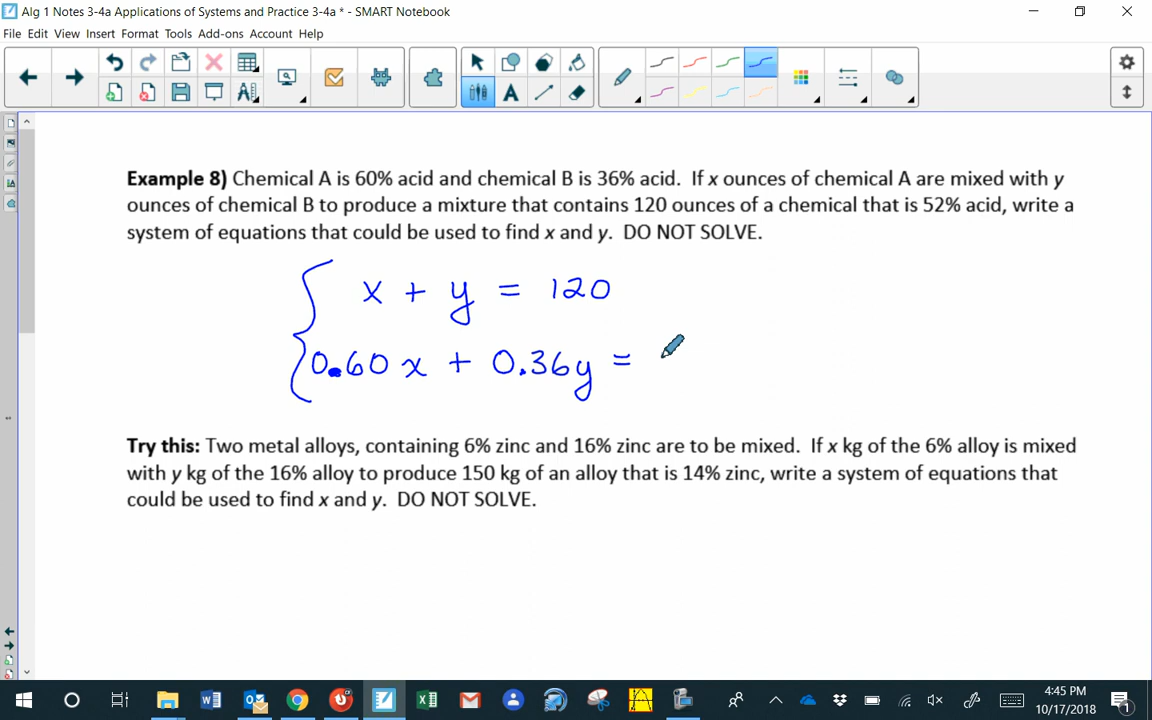 Alg 1 Notes 3-4a Applications of Systems and Practice 3-4a * - SMART Notebook
File Edit View Insert Format Tools Add-ons Account Help
Example 8) Chemical A is 60% acid and chemical B is 36% acid. If x ounces of chemical A are mixed with y
ounces of chemical B to produce a mixture that contains 120 ounces of a chemical that is 52% acid, write a
system of equations that could be used to find x and y. DO NOT SOLVE.
x + y = 120
0.60x + 0.36y =
Try this: Two metal alloys, containing 6% zinc and 16% zinc are to be mixed. If x kg of the 6% alloy is mixed
with y kg of the 16% alloy to produce 150 kg of an alloy that is 14% zinc, write a system of equations that
could be used to find x and y. DO NOT SOLVE.
4:45 PM
10/17/2018